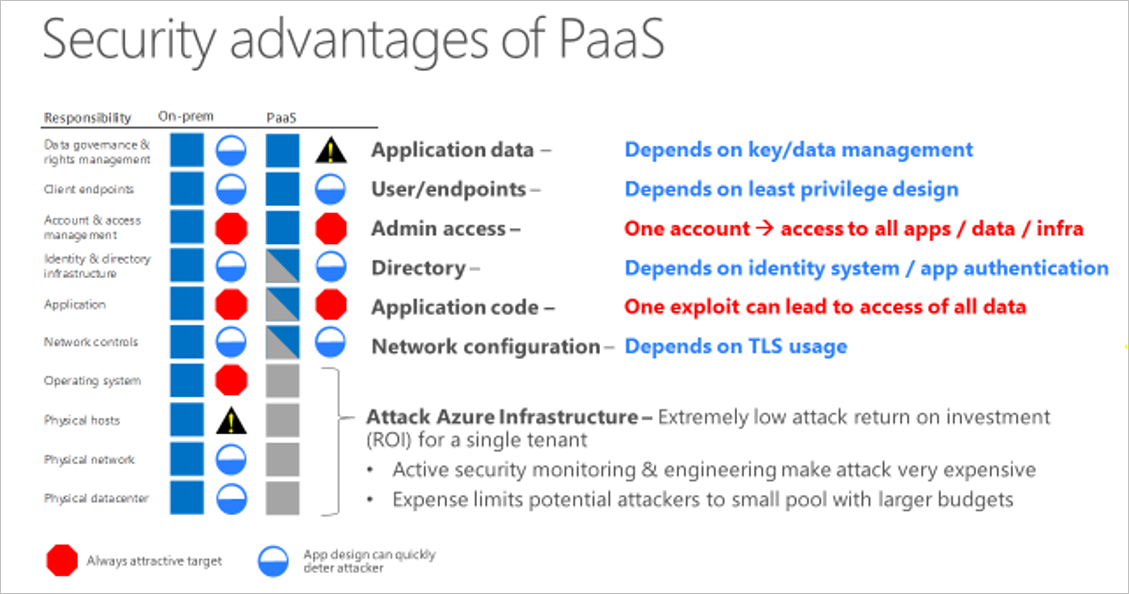 Security advantages of PaaS
Responsibility On-prem PaaS
Data governance &
rights management
Application data – Depends on key/data management
Client endpoints
User/endpoints – Depends on least privilege design
Account & access
management
Admin access – One account → access to all apps / data / infra
Identity & directory
infrastructure
Directory – Depends on identity system / app authentication
Application
Application code – One exploit can lead to access of all data
Network controls
Network configuration – Depends on TLS usage
Operating system
Physical hosts
Physical network
Physical datacenter
Attack Azure Infrastructure – Extremely low attack return on investment
(ROI) for a single tenant
• Active security monitoring & engineering make attack very expensive
• Expense limits potential attackers to small pool with larger budgets
Always attractive target
App design can quickly
deter attacker